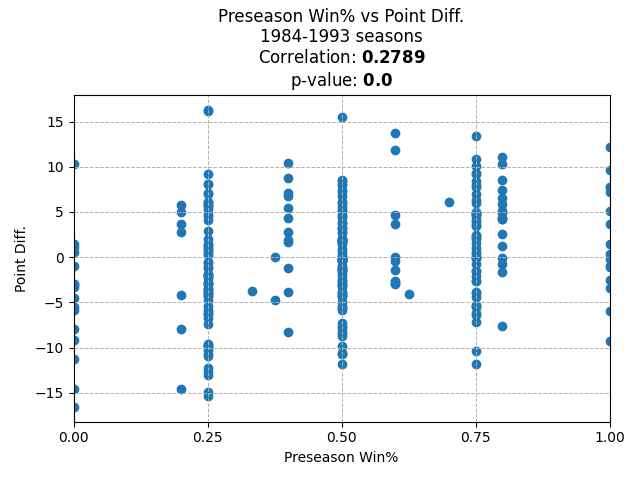 Preseason Win% vs Point Diff.
1984-1993 seasons
Correlation: 0.2789
p-value: 0.0
15
10
5
0
−5
−10
−15
Point Diff.
0.00 0.25 0.50 0.75 1.00
Preseason Win%